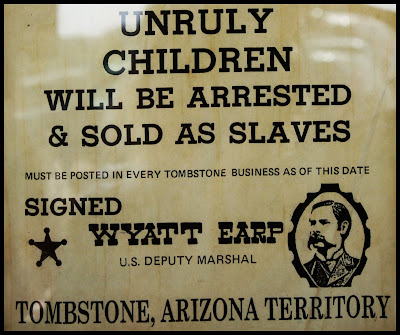 UNRULY
CHILDREN
WILL BE ARRESTED
& SOLD AS SLAVES
MUST BE POSTED IN EVERY TOMBSTONE BUSINESS AS OF THIS DATE
SIGNED
WYATT EARP
U.S. DEPUTY MARSHAL
TOMBSTONE, ARIZONA TERRITORY